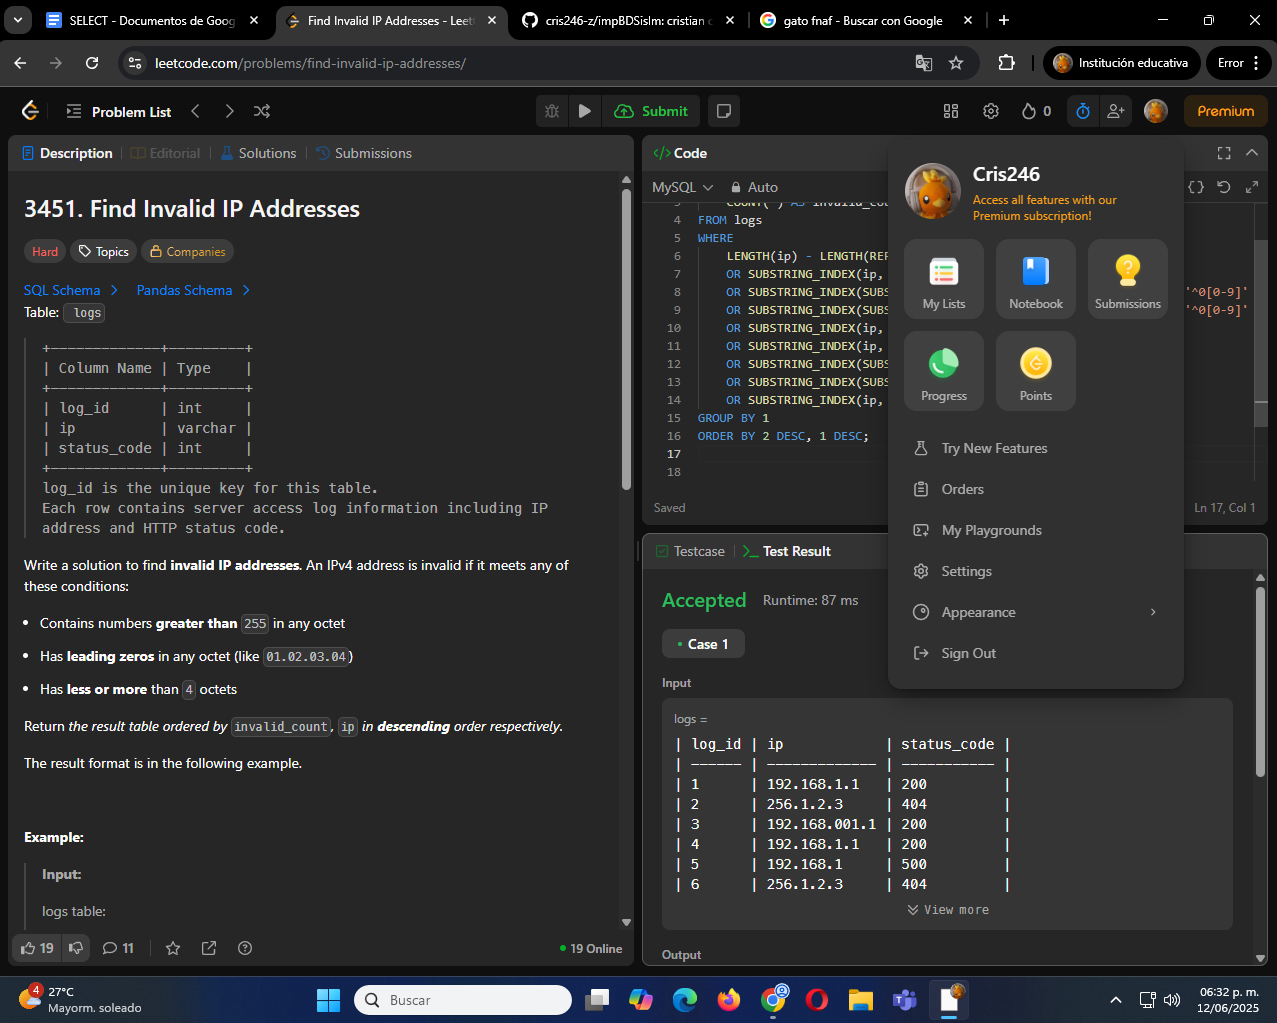 SELECT - Documentos de Goog
Find Invalid IP Addresses - Leet
cris246-z/impBDSislm: cristian c
gato fnaf - Buscar con Google
leetcode.com/problems/find-invalid-ip-addresses/
Institución educativa
Error
Problem List
Submit
0
Premium
Description
Editorial
Solutions
Submissions
3451. Find Invalid IP Addresses
Hard
Topics
Companies
SQL Schema
Pandas Schema
Table: logs
+-------------+---------+
| Column Name | Type    |
+-------------+---------+
| log_id      | int     |
| ip          | varchar |
| status_code | int     |
+-------------+---------+
log_id is the unique key for this table.
Each row contains server access log information including IP
address and HTTP status code.
Write a solution to find invalid IP addresses. An IPv4 address is invalid if it meets any of
these conditions:
• Contains numbers greater than 255 in any octet
• Has leading zeros in any octet (like 01.02.03.04)
• Has less or more than 4 octets
Return the result table ordered by invalid_count, ip in descending order respectively.
The result format is in the following example.
Example:
Input:
logs table:
19
11
19 Online
Code
MySQL
Auto
4 FROM logs
5 WHERE
6 LENGTH(ip) - LENGTH(REP
7 OR SUBSTRING_INDEX(ip,
8 OR SUBSTRING_INDEX(SUBS '^0[0-9]'
9 OR SUBSTRING_INDEX(SUBS '^0[0-9]'
10 OR SUBSTRING_INDEX(ip,
11 OR SUBSTRING_INDEX(ip,
12 OR SUBSTRING_INDEX(SUBS
13 OR SUBSTRING_INDEX(SUBS
14 OR SUBSTRING_INDEX(ip,
15 GROUP BY 1
16 ORDER BY 2 DESC, 1 DESC;
17
18
Saved
Ln 17, Col 1
Testcase
Test Result
Accepted
Runtime: 87 ms
Case 1
Input
logs =
| log_id | ip            | status_code |
| ------ | ------------- | ----------- |
| 1      | 192.168.1.1   | 200         |
| 2      | 256.1.2.3     | 404         |
| 3      | 192.168.001.1 | 200         |
| 4      | 192.168.1.1   | 200         |
| 5      | 192.168.1     | 500         |
| 6      | 256.1.2.3     | 404         |
View more
Output
Cris246
Access all features with our
Premium subscription!
My Lists
Notebook
Submissions
Progress
Points
Try New Features
Orders
My Playgrounds
Settings
Appearance
Sign Out
4
27°C
Mayorm. soleado
Buscar
06:32 p. m.
12/06/2025